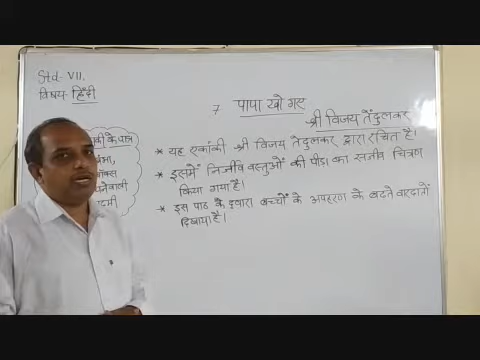 Std- VII.
विषय- हिंदी
7 पापा खो गए
श्री विजय तेंदुलकर
की के पात्र
* यह एकांकी श्री विजय तेंदुलकर द्वारा रचित है।
* इसमें निर्जीव वस्तुओं की पीड़ा का सजीव चित्रण
किया गया है।
* इस पाठ के द्वारा बच्चों के अपहरण के बढते वारदातें
दिखाया है।